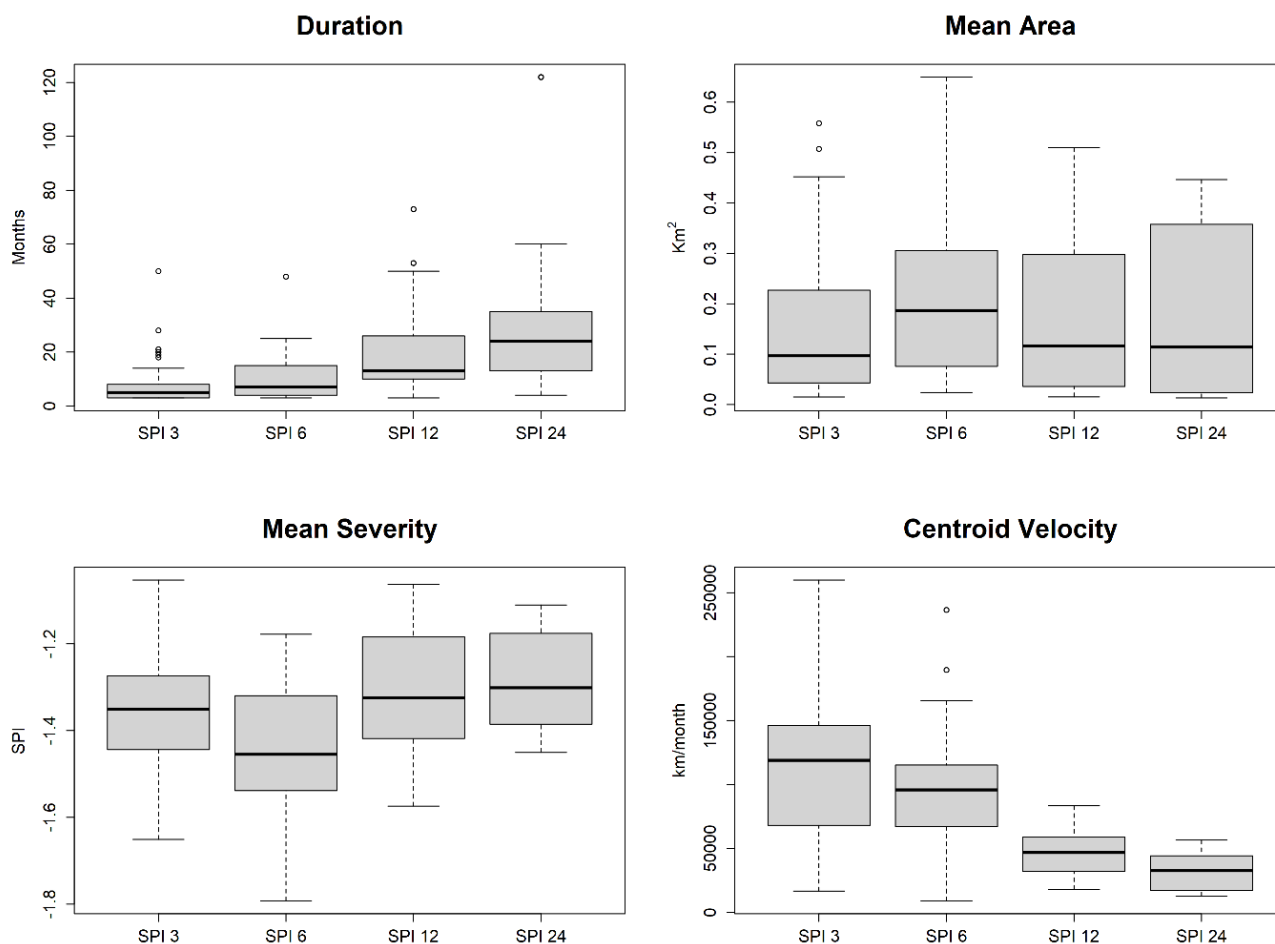 Duration
Months
0
20
40
60
80
100
120
SPI 3
SPI 6
SPI 12
SPI 24
Mean Area
Km²
0.0
0.1
0.2
0.3
0.4
0.5
0.6
SPI 3
SPI 6
SPI 12
SPI 24
Mean Severity
SPI
-1.8
-1.6
-1.4
-1.2
SPI 3
SPI 6
SPI 12
SPI 24
Centroid Velocity
km/month
0
50000
150000
250000
SPI 3
SPI 6
SPI 12
SPI 24